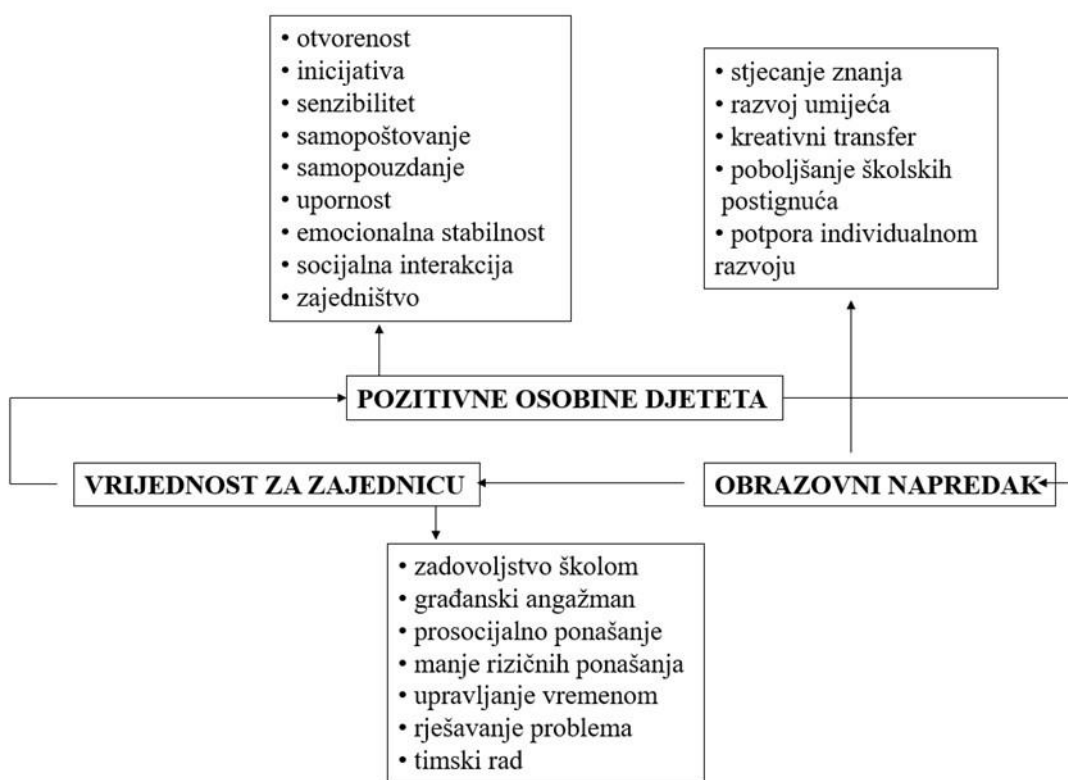 • otvorenost
• inicijativa
• senzibilitet
• samopoštovanje
• samopouzdanje
• upornost
• emocionalna stabilnost
• socijalna interakcija
• zajedništvo
• stjecanje znanja
• razvoj umijeća
• kreativni transfer
• poboljšanje školskih
postignuća
• potpora individualnom
razvoju
POZITIVNE OSOBINE DJETETA
VRIJEDNOST ZA ZAJEDNICU
OBRAZOVNI NAPREDAK
• zadovoljstvo školom
• građanski angažman
• prosocijalno ponašanje
• manje rizičnih ponašanja
• upravljanje vremenom
• rješavanje problema
• timski rad